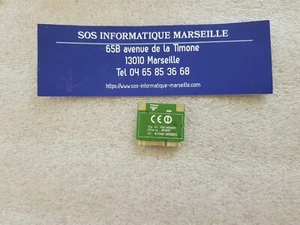 SOS INFORMATIQUE MARSEILLE
65B avenue de la Timone
13010 Marseille
Tel 04 65 85 36 68
https://www.sos-informatique-marseille.com
CE